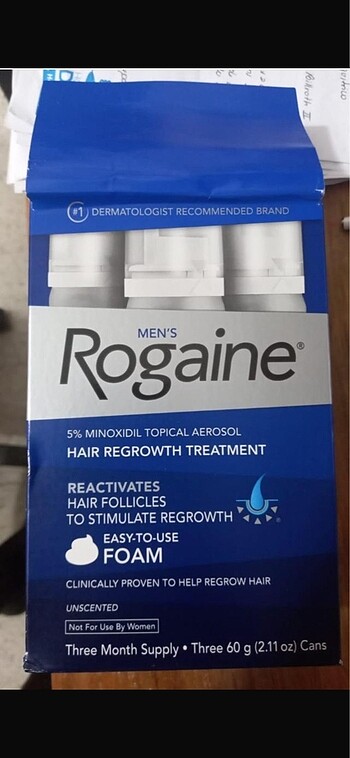 #1 DERMATOLOGIST RECOMMENDED BRAND
MEN'S
Rogaine®
5% MINOXIDIL TOPICAL AEROSOL
HAIR REGROWTH TREATMENT
REACTIVATES
HAIR FOLLICLES
TO STIMULATE REGROWTH
EASY-TO-USE
FOAM
CLINICALLY PROVEN TO HELP REGROW HAIR
UNSCENTED
Not For Use By Women
Three Month Supply • Three 60 g (2.11 oz) Cans